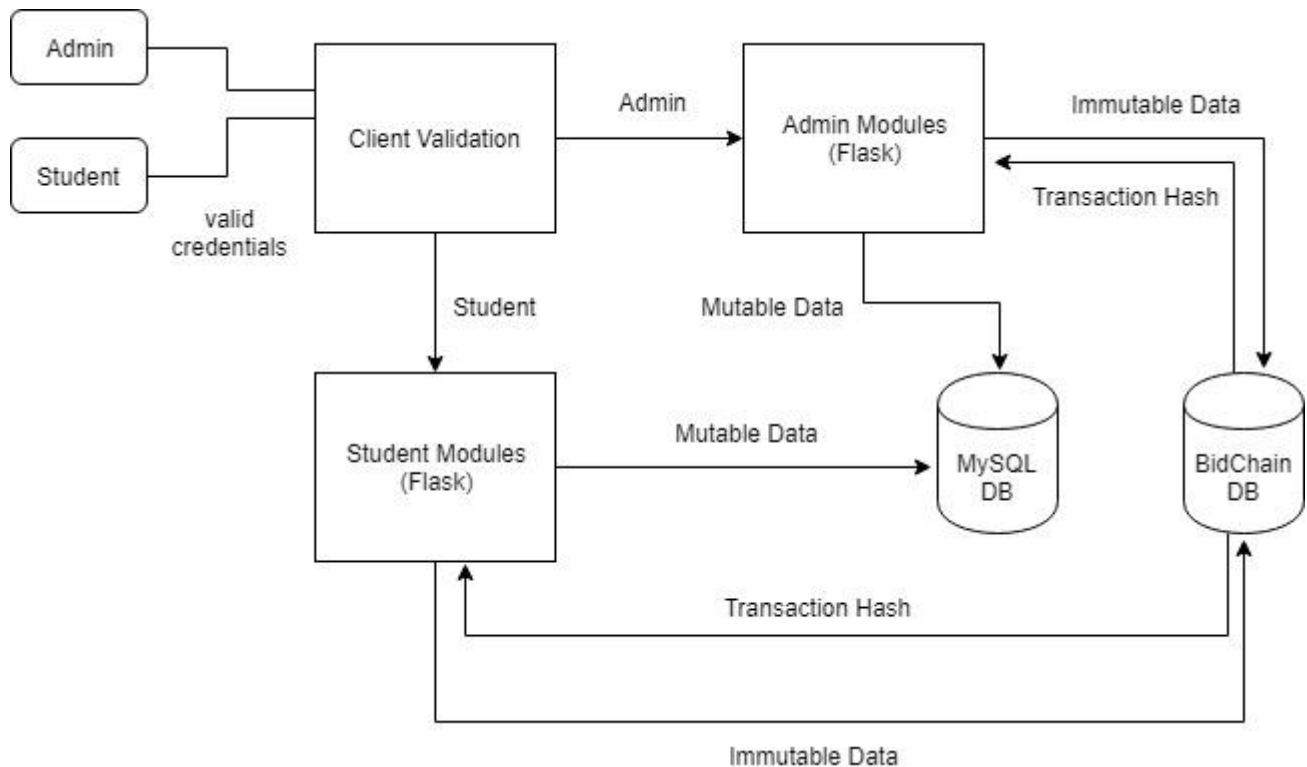 Admin
Student
valid
credentials
Client Validation
Admin
Admin Modules
(Flask)
Immutable Data
Transaction Hash
Student
Mutable Data
Student Modules
(Flask)
Mutable Data
MySQL
DB
BidChain
DB
Transaction Hash
Immutable Data